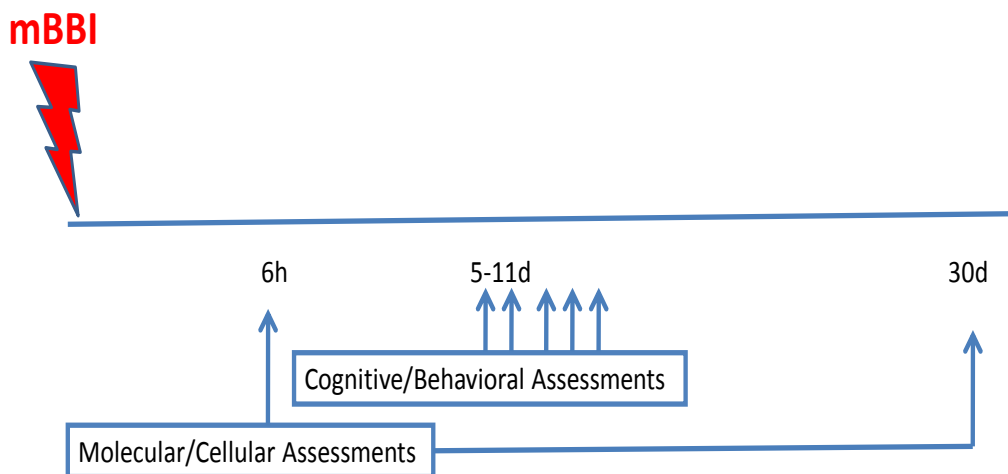 mBBI
6h
5-11d
30d
Cognitive/Behavioral Assessments
Molecular/Cellular Assessments